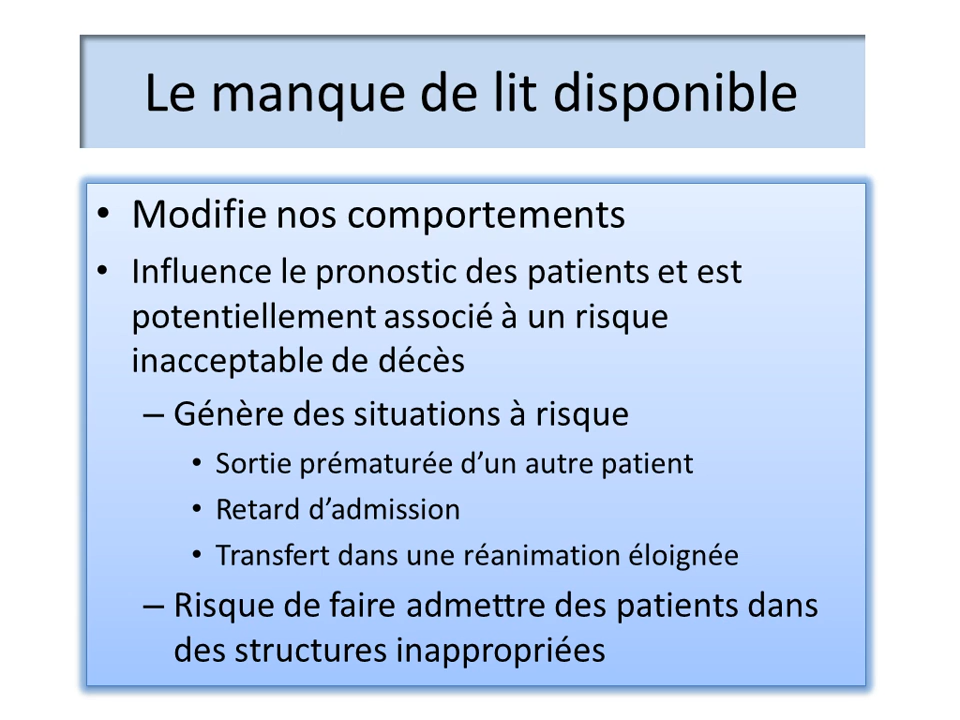 Le manque de lit disponible
• Modifie nos comportements
• Influence le pronostic des patients et est
potentiellement associé à un risque
inacceptable de décès
– Génère des situations à risque
• Sortie prématurée d’un autre patient
• Retard d’admission
• Transfert dans une réanimation éloignée
– Risque de faire admettre des patients dans
des structures inappropriées